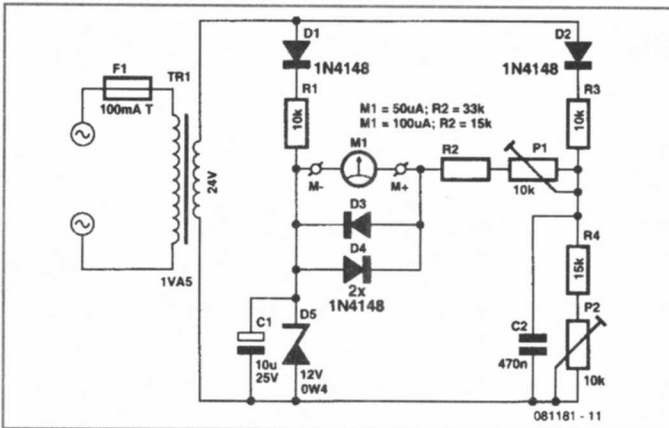 D1
D2
F1
TR1
1N4148
1N4148
100mA T
R1
R3
10k
M1 = 50uA; R2 = 33k
M1 = 100uA; R2 = 15k
10k
M1
R2
P1
24V
M-
M+
10k
D3
R4
D4
15k
1VA5
2x
1N4148
P2
C1
D5
C2
10u
25V
12V
0W4
470n
10k
081181 - 11